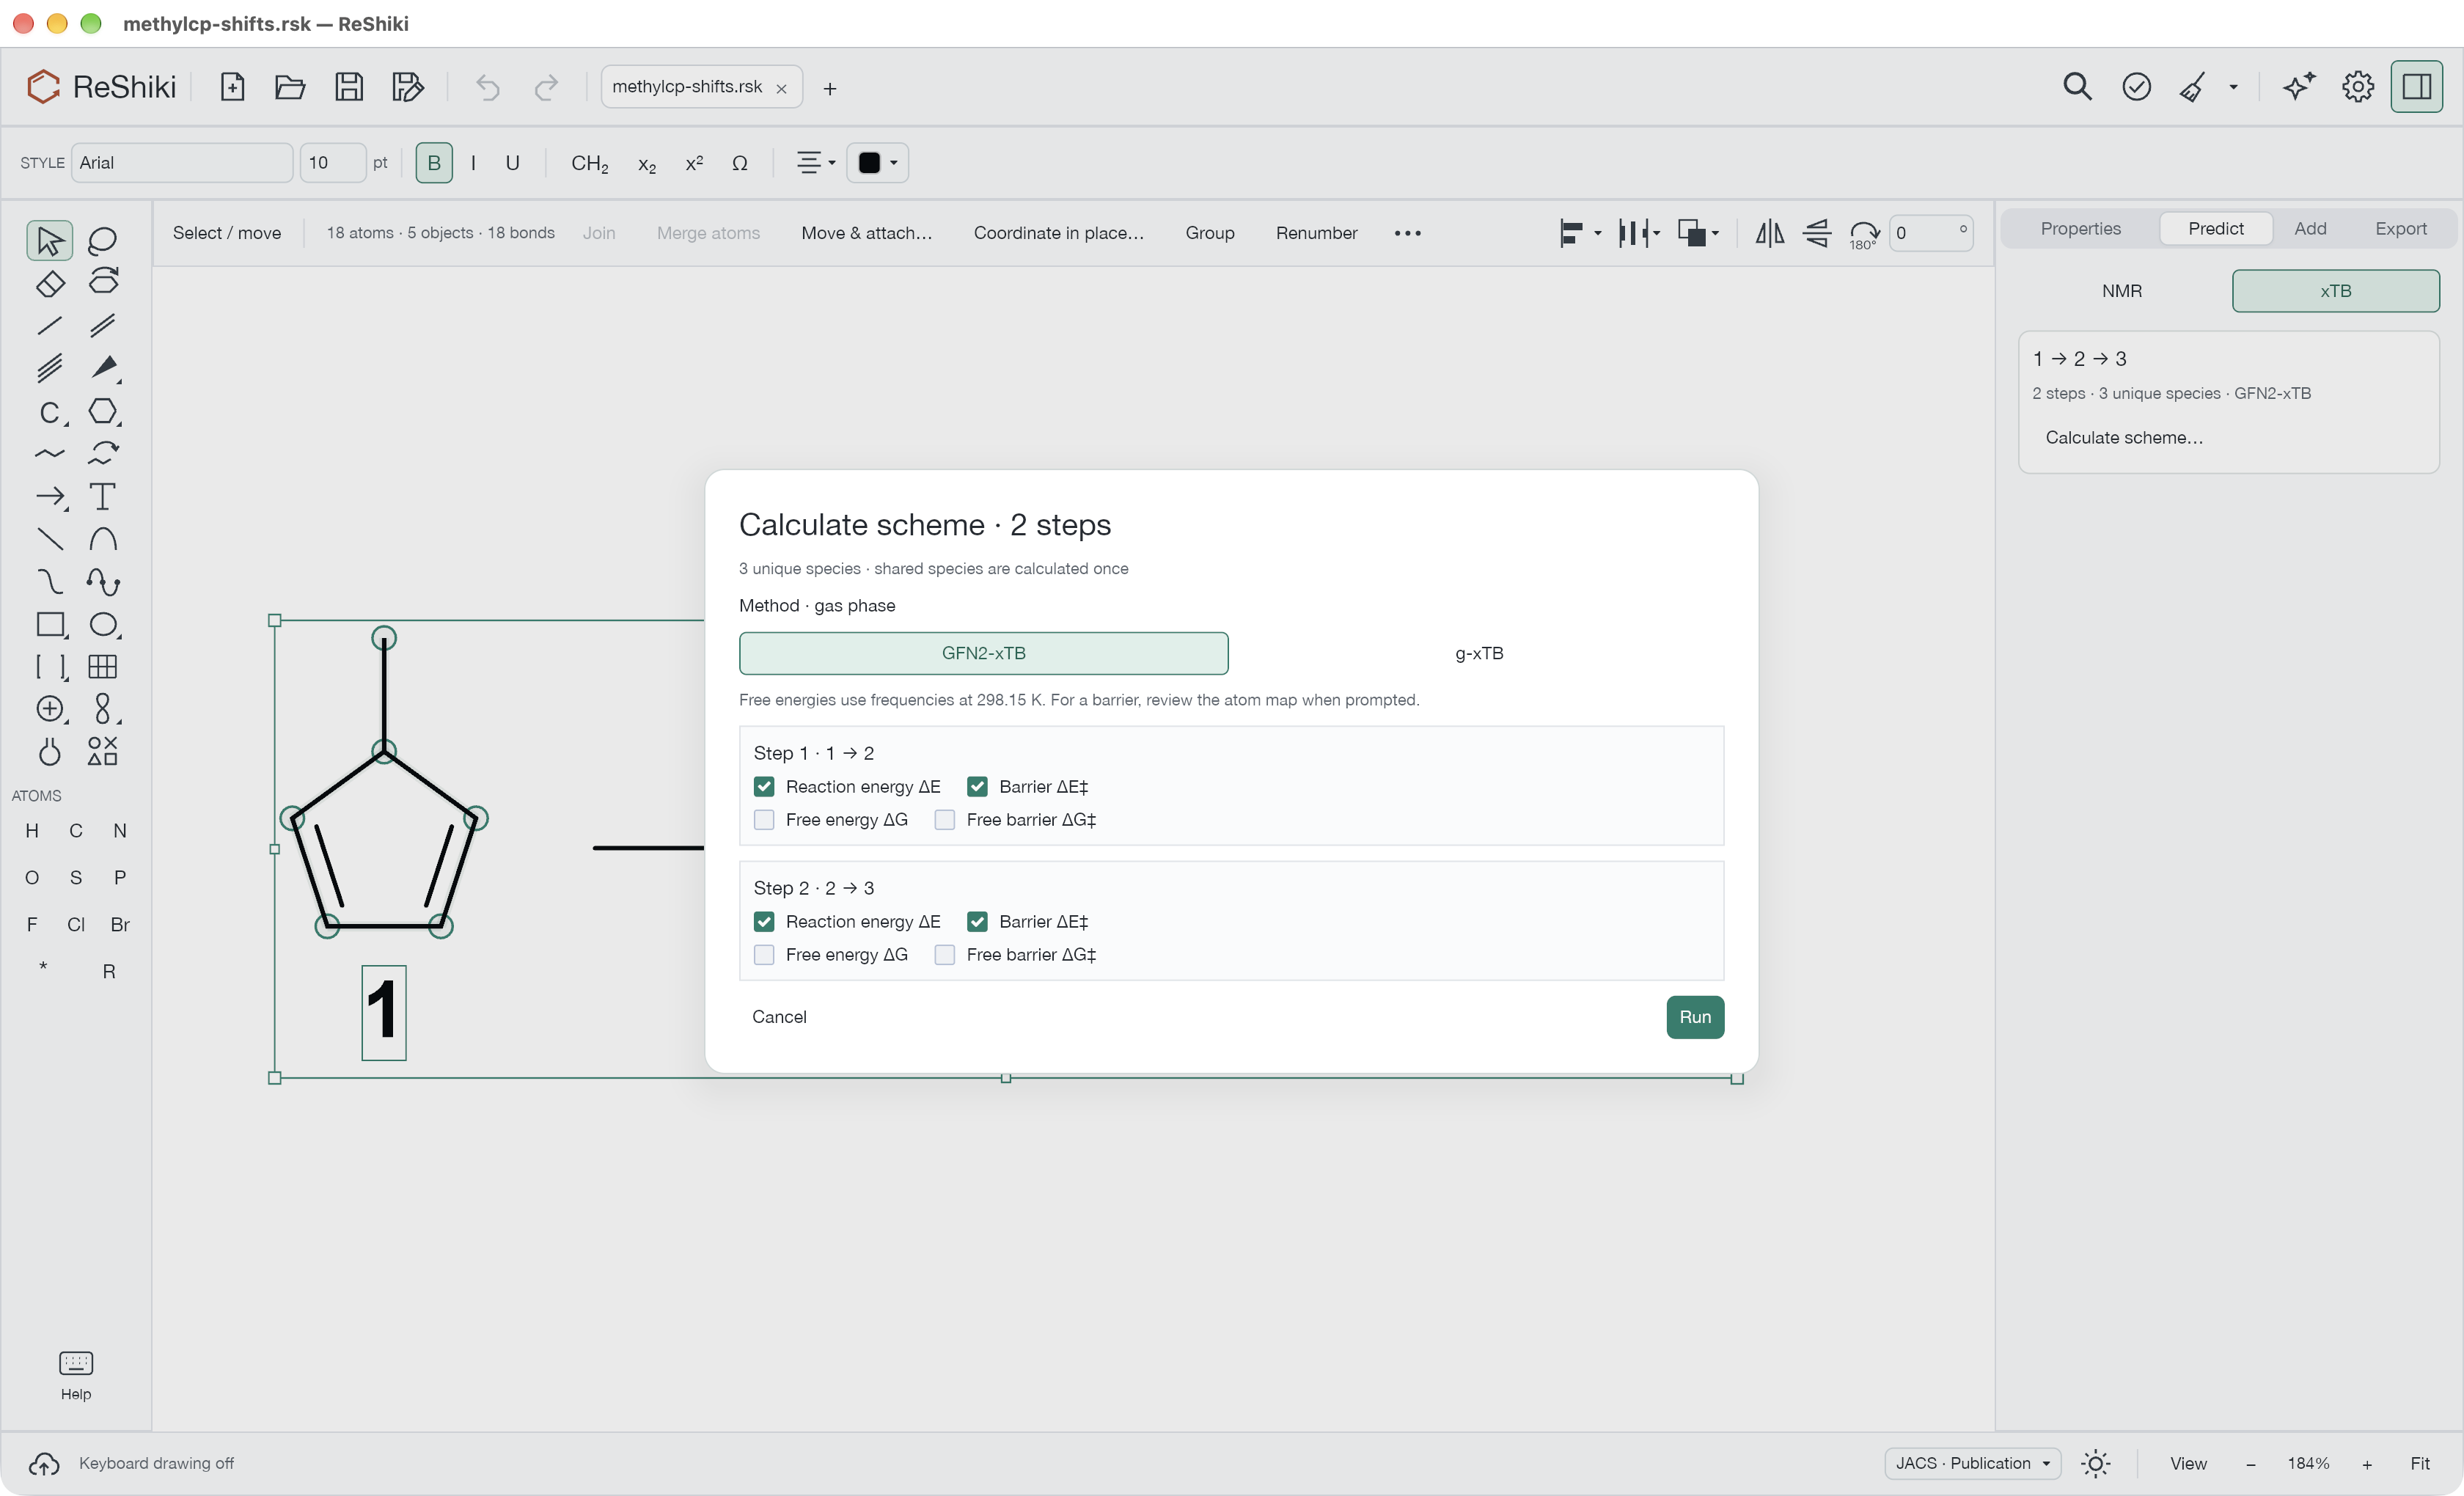 methylcp-shifts.rsk — ReShiki
ReShiki
methylcp-shifts.rsk × +
STYLE Arial 10 pt B I U CH₂ x₂ x² Ω
Select / move 18 atoms · 5 objects · 18 bonds Join Merge atoms Move & attach… Coordinate in place… Group Renumber ••• 180° 0 °
Properties Predict Add Export
NMR xTB
1 → 2 → 3
2 steps · 3 unique species · GFN2-xTB
Calculate scheme…
C
T
ATOMS
H C N
O S P
F Cl Br
* R
Help
1
Calculate scheme · 2 steps
3 unique species · shared species are calculated once
Method · gas phase
GFN2-xTB g-xTB
Free energies use frequencies at 298.15 K. For a barrier, review the atom map when prompted.
Step 1 · 1 → 2
Reaction energy ΔE Barrier ΔE‡
Free energy ΔG Free barrier ΔG‡
Step 2 · 2 → 3
Reaction energy ΔE Barrier ΔE‡
Free energy ΔG Free barrier ΔG‡
Cancel Run
Keyboard drawing off
JACS · Publication View − 184% + Fit